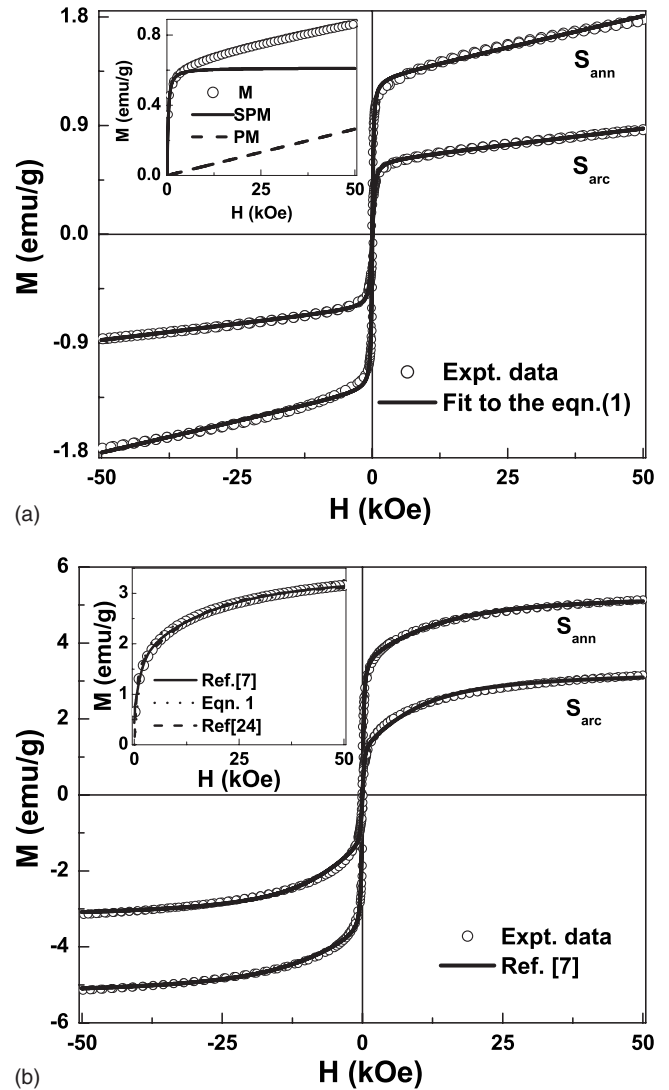 1.8
0.9
0.0
-0.9
-1.8
M (emu/g)
0.8
0.4
0.0
M (emu/g)
M
SPM
PM
0 25 50
H (kOe)
S_ann
S_arc
Expt. data
Fit to the eqn.(1)
-50 -25 0 25 50
H (kOe)
(a)
6
4
2
0
-2
-4
-6
M (emu/g)
3
2
1
0
M (emu/g)
Ref.[7]
Eqn. 1
Ref[24]
0 25 50
H (kOe)
S_ann
S_arc
Expt. data
Ref. [7]
-50 -25 0 25 50
H (kOe)
(b)